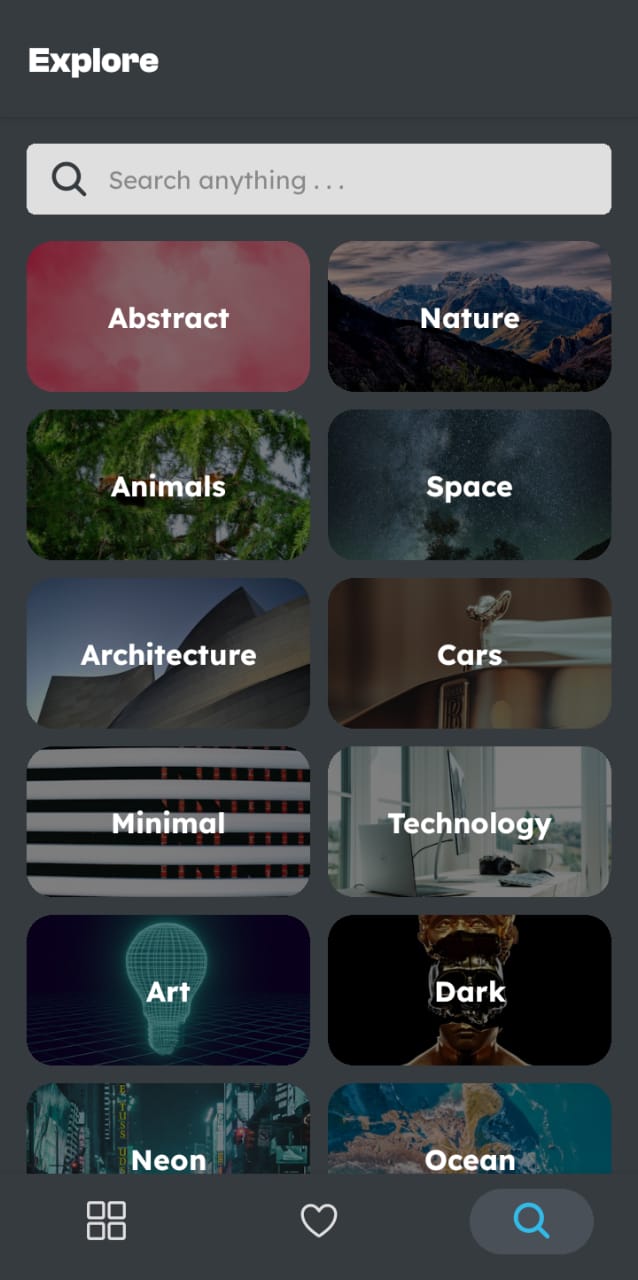 Explore
Search anything . . .
Abstract
Nature
Animals
Space
Architecture
Cars
Minimal
Technology
Art
Dark
Neon
Ocean